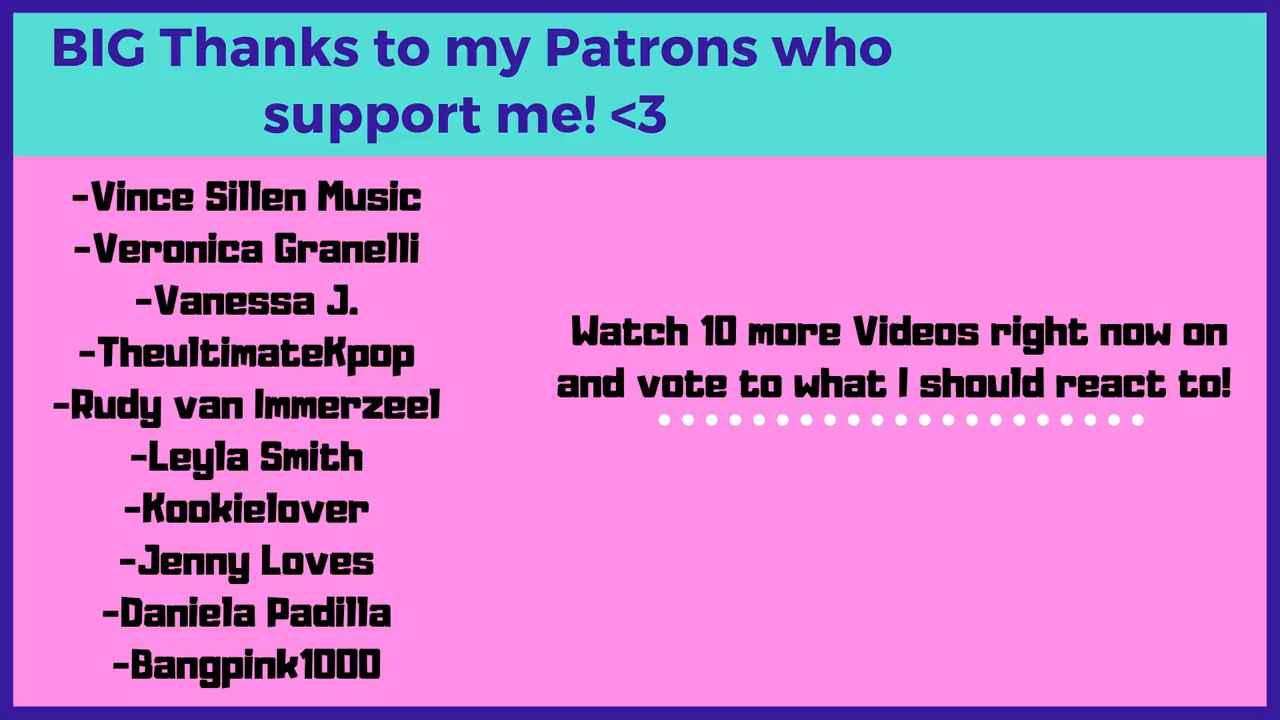 BIG Thanks to my Patrons who
support me! <3
-Vince Sillen Music
-Veronica Granelli
-Vanessa J.
-TheultimateKpop
-Rudy van Immerzeel
-Leyla Smith
-Kookielover
-Jenny Loves
-Daniela Padilla
-Bangpink1000
Watch 10 more Videos right now on
and vote to what I should react to!